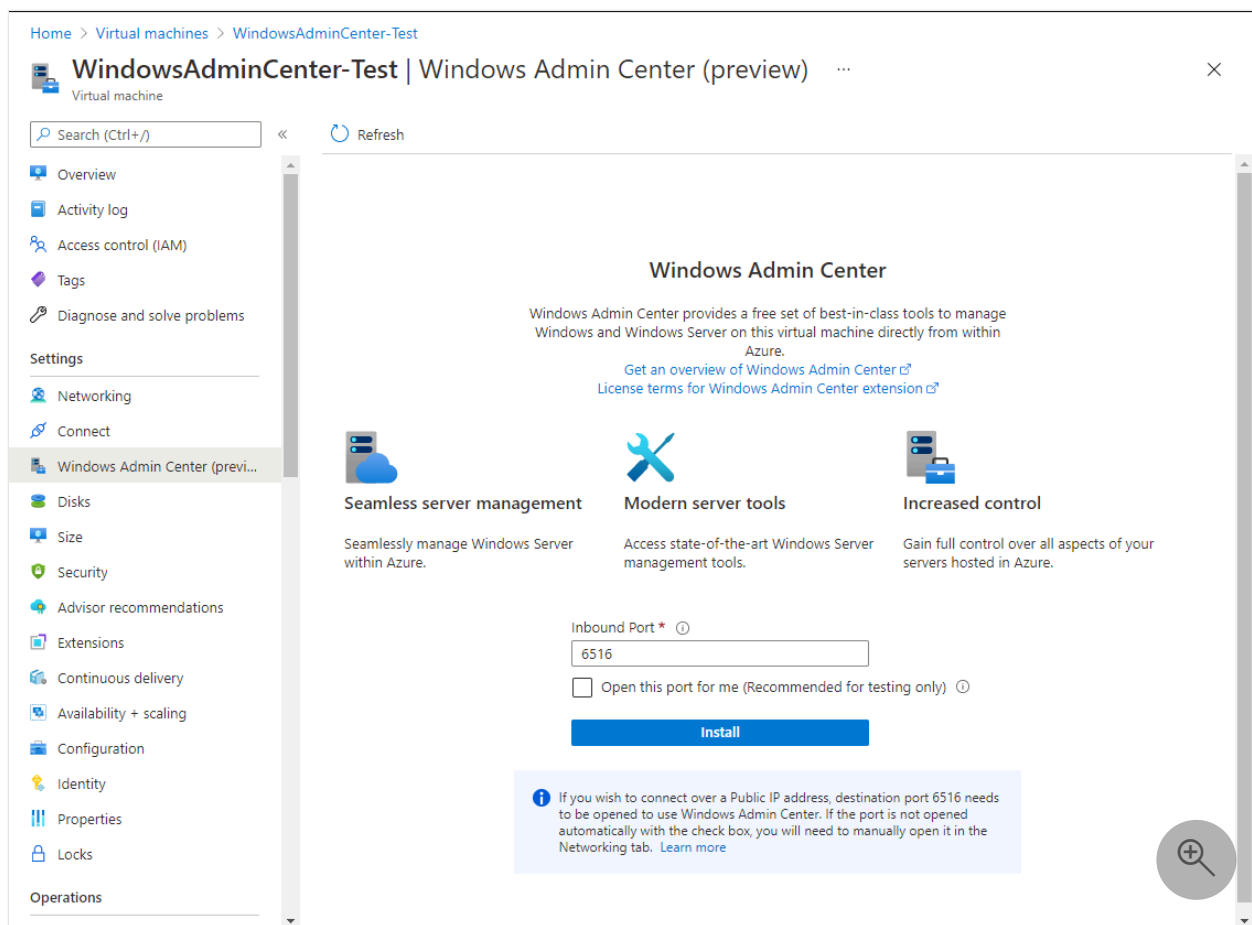 Home > Virtual machines > WindowsAdminCenter-Test
WindowsAdminCenter-Test | Windows Admin Center (preview) ...
Virtual machine
Search (Ctrl+/)
«
Refresh
Overview
Activity log
Access control (IAM)
Tags
Diagnose and solve problems
Settings
Networking
Connect
Windows Admin Center (previ...
Disks
Size
Security
Advisor recommendations
Extensions
Continuous delivery
Availability + scaling
Configuration
Identity
Properties
Locks
Operations
Windows Admin Center
Windows Admin Center provides a free set of best-in-class tools to manage
Windows and Windows Server on this virtual machine directly from within
Azure.
Get an overview of Windows Admin Center
License terms for Windows Admin Center extension
Seamless server management
Seamlessly manage Windows Server
within Azure.
Modern server tools
Access state-of-the-art Windows Server
management tools.
Increased control
Gain full control over all aspects of your
servers hosted in Azure.
Inbound Port *
6516
Open this port for me (Recommended for testing only)
Install
If you wish to connect over a Public IP address, destination port 6516 needs
to be opened to use Windows Admin Center. If the port is not opened
automatically with the check box, you will need to manually open it in the
Networking tab. Learn more